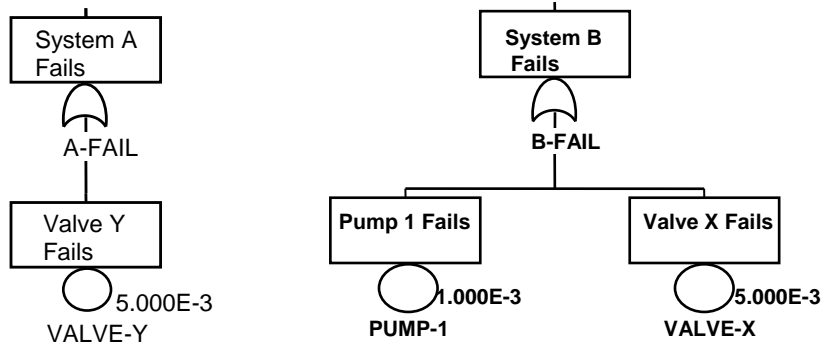 System A
Fails
A-FAIL
Valve Y
Fails
5.000E-3
VALVE-Y
System B
Fails
B-FAIL
Pump 1 Fails
1.000E-3
PUMP-1
Valve X Fails
5.000E-3
VALVE-X